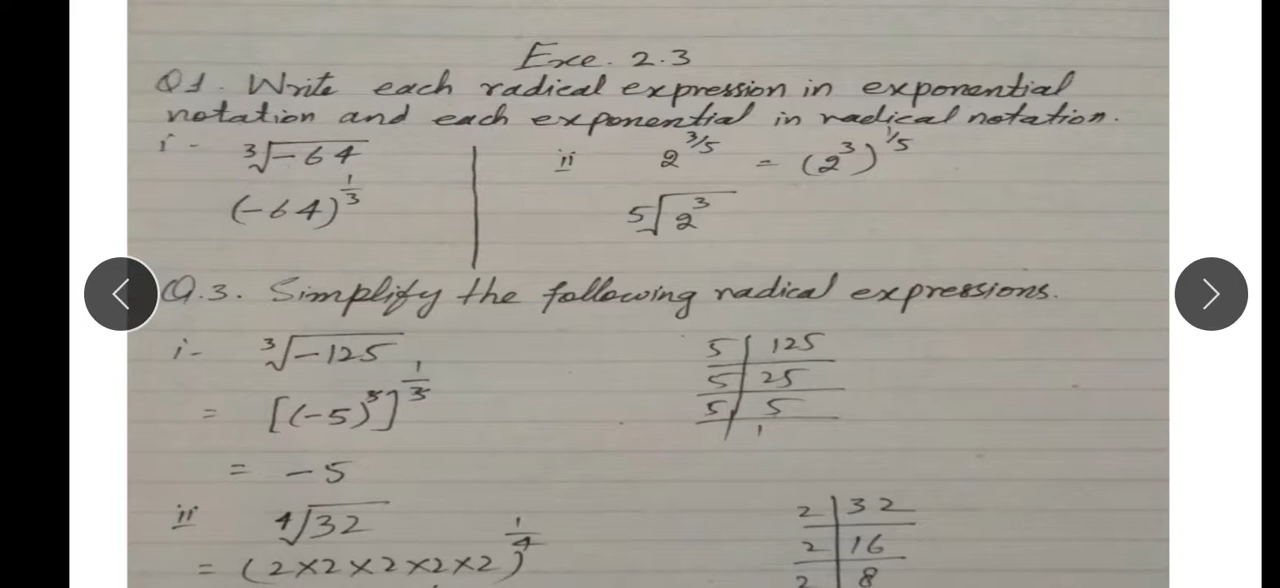 Exe. 2.3
Q1. Write each radical expression in exponential
notation and each exponential in radical notation.
i- ∛-64
(-64)^1/3
ii 2^3/5 = (2^3)^1/5
5√2^3
Q.3. Simplify the following radical expressions.
i- ∛-125
= [(-5)^3]^1/3
= -5
5 | 125
5 | 25
5 | 5
1
ii ∜32
= (2×2×2×2×2)^1/4
2 | 32
2 | 16
2 | 8